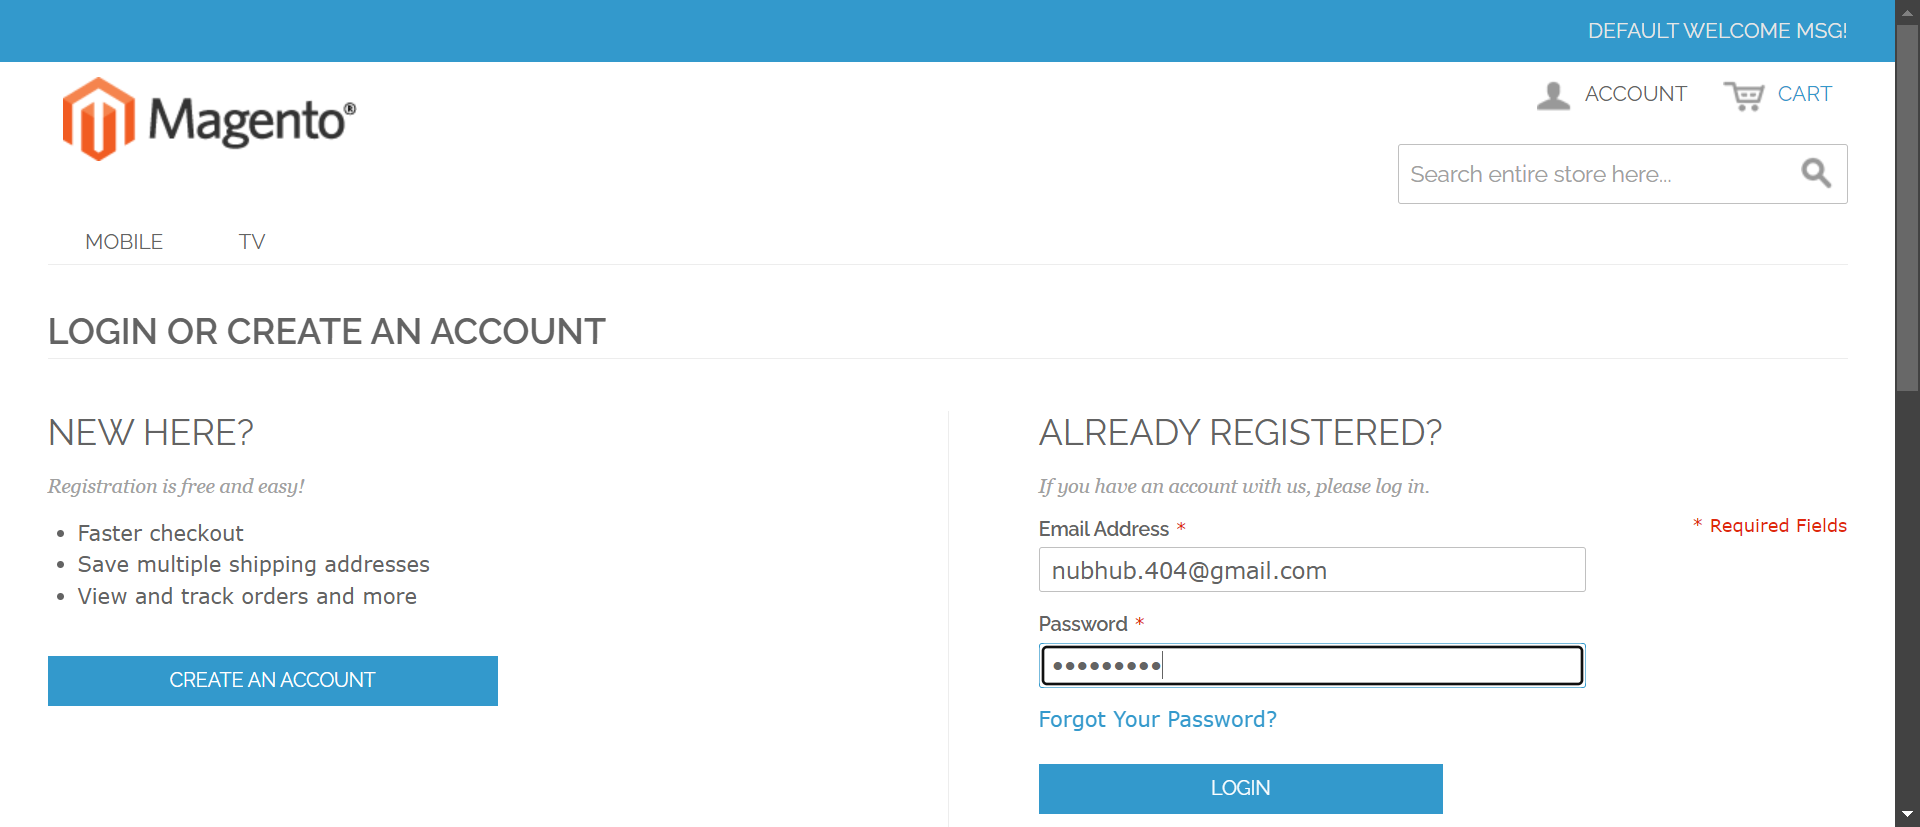 DEFAULT WELCOME MSG!
Magento®
ACCOUNT
CART
Search entire store here...
MOBILE
TV
LOGIN OR CREATE AN ACCOUNT
NEW HERE?
Registration is free and easy!
• Faster checkout
• Save multiple shipping addresses
• View and track orders and more
CREATE AN ACCOUNT
ALREADY REGISTERED?
If you have an account with us, please log in.
Email Address *
* Required Fields
nubhub.404@gmail.com
Password *
•••••••••
Forgot Your Password?
LOGIN